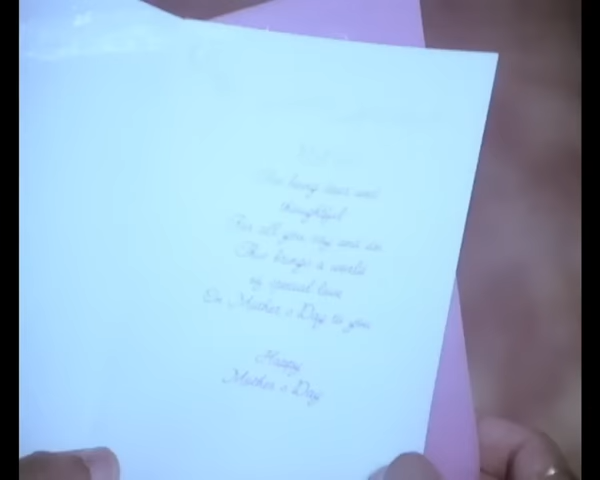 For being dear and
thoughtful
For all you say and do
This brings a world
of special love
On Mother's Day to you
Happy
Mother's Day